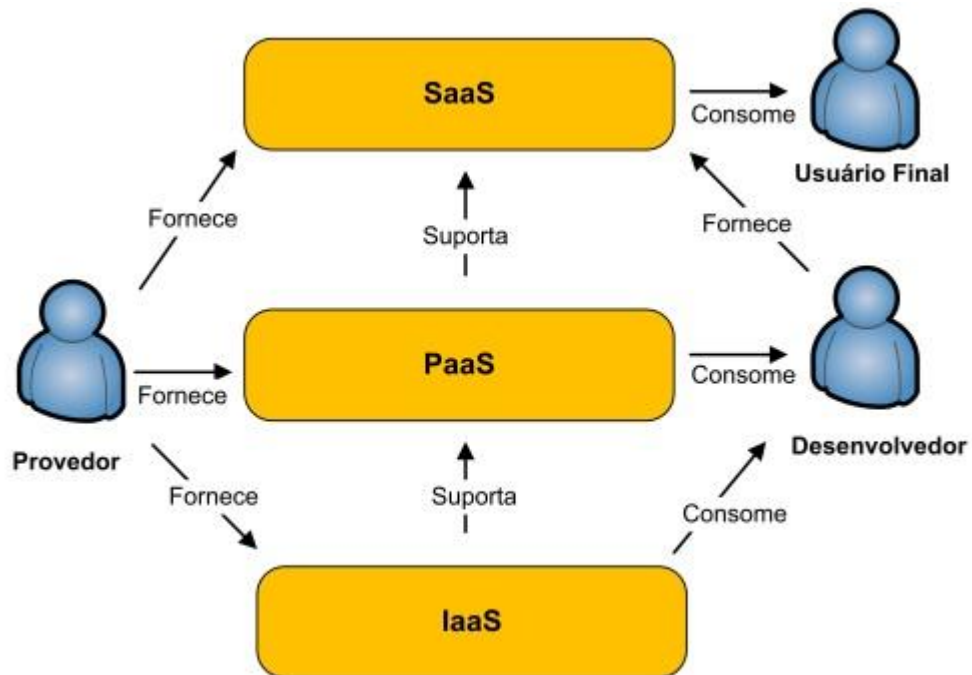 SaaS
Consome
Usuário Final
Fornece
Suporta
Fornece
PaaS
Fornece
Consome
Provedor
Desenvolvedor
Fornece
Suporta
Consome
IaaS